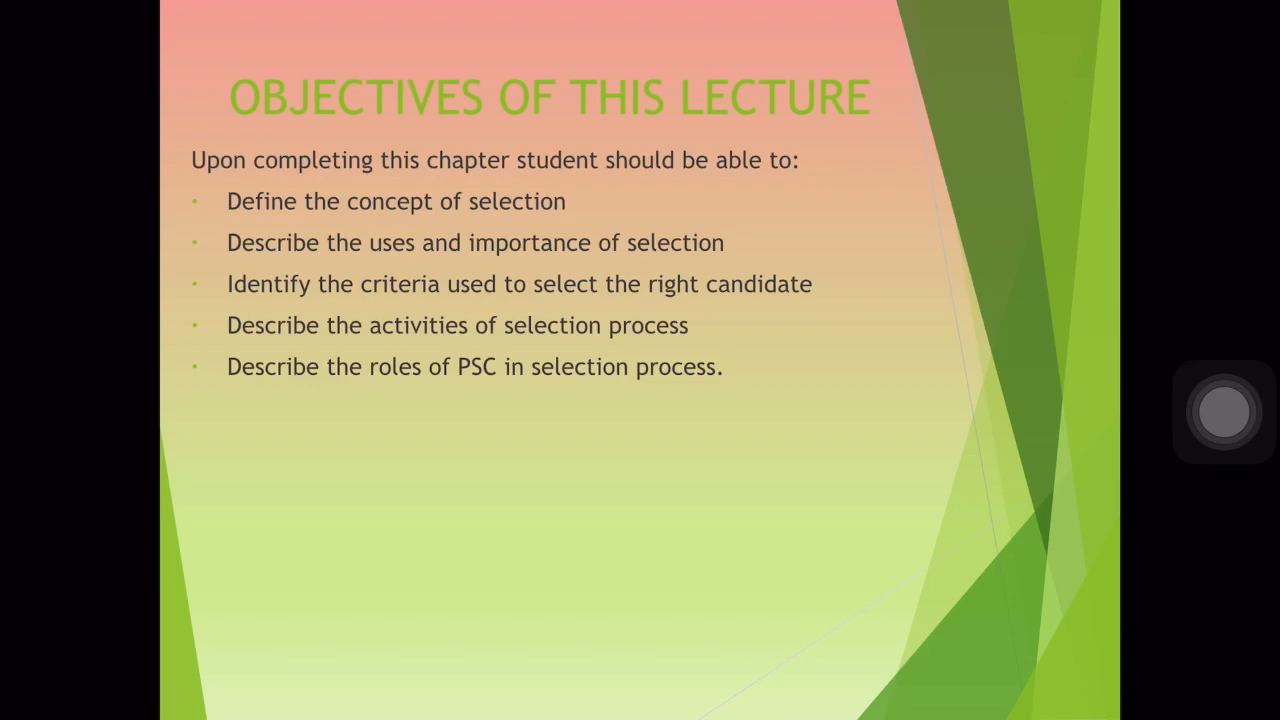 OBJECTIVES OF THIS LECTURE
Upon completing this chapter student should be able to:
• Define the concept of selection
• Describe the uses and importance of selection
• Identify the criteria used to select the right candidate
• Describe the activities of selection process
• Describe the roles of PSC in selection process.